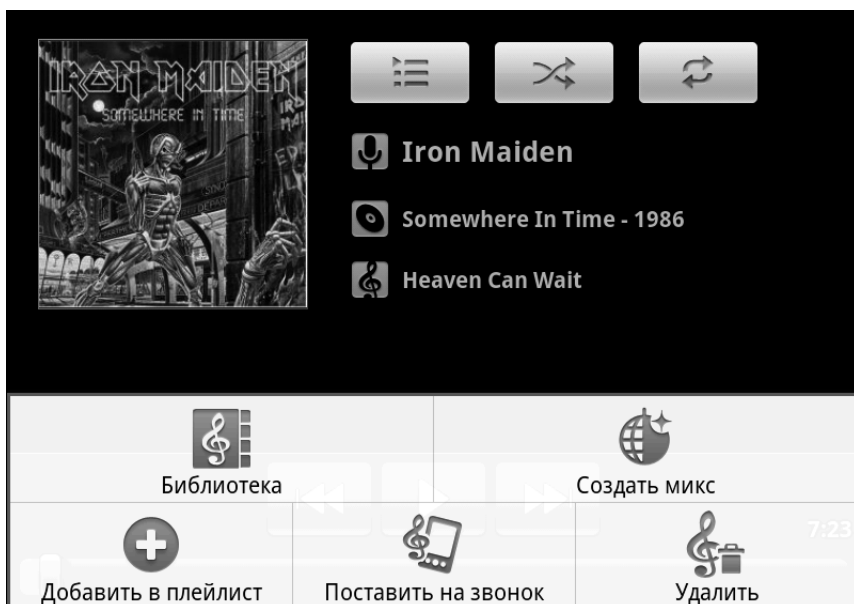 IRON MAIDEN
SOMEWHERE IN TIME
Iron Maiden
Somewhere In Time - 1986
Heaven Can Wait
Библиотека
Создать микс
7:23
Добавить в плейлист
Поставить на звонок
Удалить